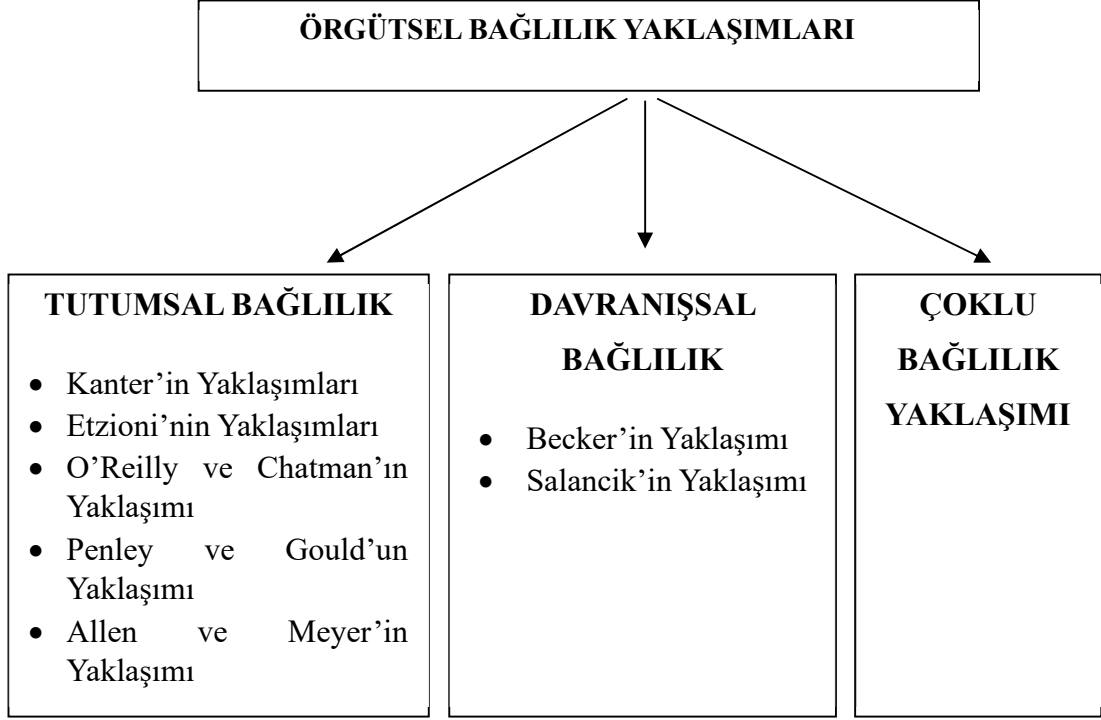 ÖRGÜTSEL BAĞLILIK YAKLAŞIMLARI
TUTUMSAL BAĞLILIK
• Kanter’in Yaklaşımları
• Etzioni’nin Yaklaşımları
• O’Reilly ve Chatman’ın
Yaklaşımı
• Penley ve Gould’un
Yaklaşımı
• Allen ve Meyer’in
Yaklaşımı
DAVRANIŞSAL
BAĞLILIK
• Becker’in Yaklaşımı
• Salancik’in Yaklaşımı
ÇOKLU
BAĞLILIK
YAKLAŞIMI